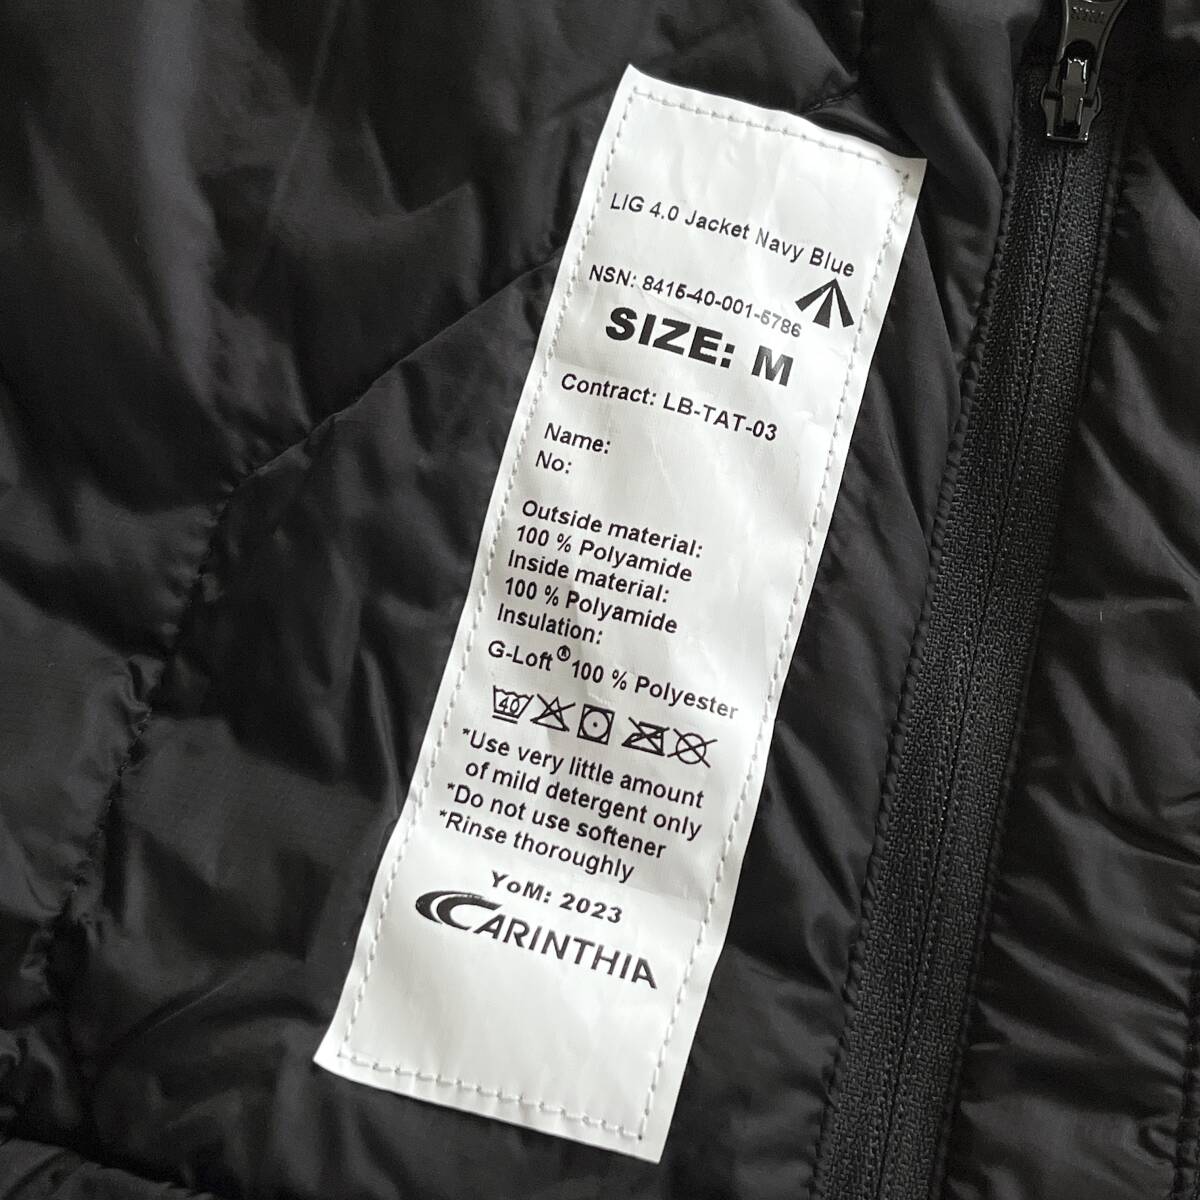 LIG 4.0 Jacket Navy Blue
NSN: 8415-40-001-5786
SIZE: M
Contract: LB-TAT-03
Name:
No:
Outside material:
100 % Polyamide
Inside material:
100 % Polyamide
Insulation:
G-Loft® 100 % Polyester
40
*Use very little amount
of mild detergent only
*Do not use softener
*Rinse thoroughly
YoM: 2023
CARINTHIA